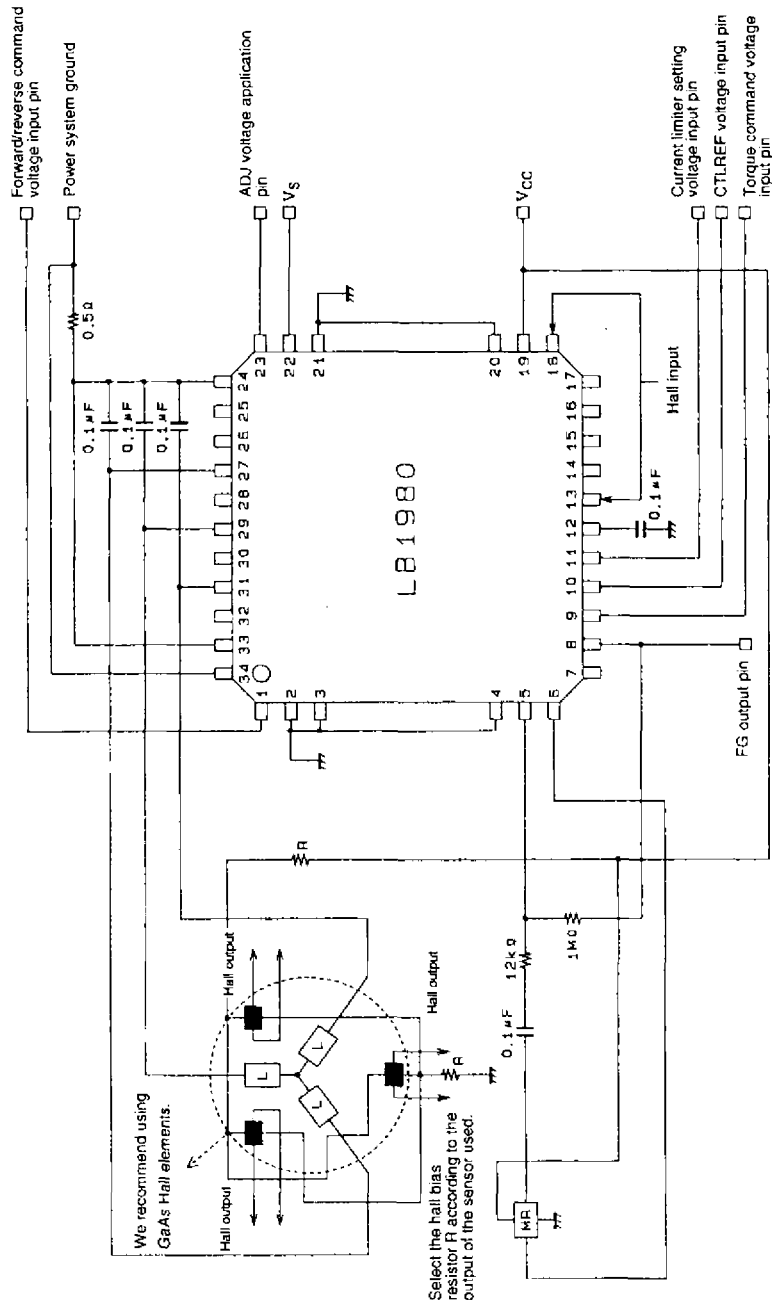 Forward/reverse command
voltage input pin
Power system ground
ADJ voltage application
pin
VS
VCC
Current limiter setting
voltage input pin
CTLREF voltage input pin
Torque command voltage
input pin
0.5Ω
0.1µF
0.1µF
0.1µF
24
25
26
27
28
29
30
31
32
33
34
23
22
21
20
19
18
17
16
15
14
13
12
11
10
9
8
7
1
2
3
4
5
6
LB1980
Hall input
0.1µF
FG output pin
R
We recommend using
GaAs Hall elements.
Hall output
Hall output
Hall output
L
L
L
R
Select the hall bias
resistor R according to the
output of the sensor used.
0.1µF
12kΩ
1MΩ
MR